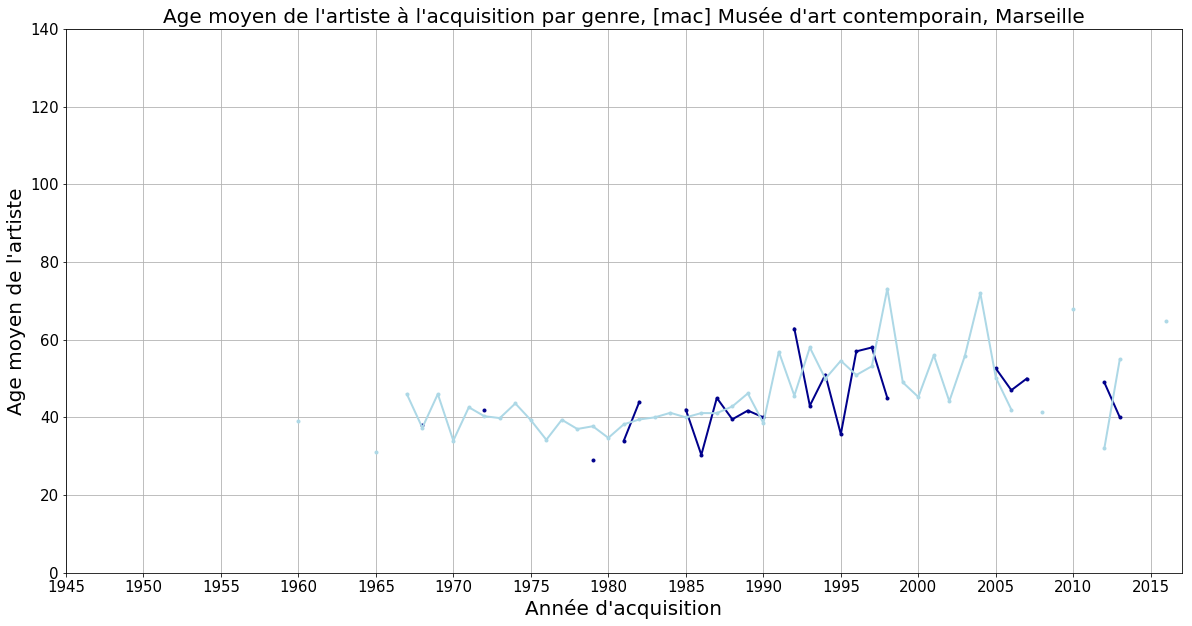 Age moyen de l'artiste à l'acquisition par genre, [mac] Musée d'art contemporain, Marseille
140
120
100
80
60
40
20
0
Age moyen de l'artiste
1945 1950 1955 1960 1965 1970 1975 1980 1985 1990 1995 2000 2005 2010 2015
Année d'acquisition